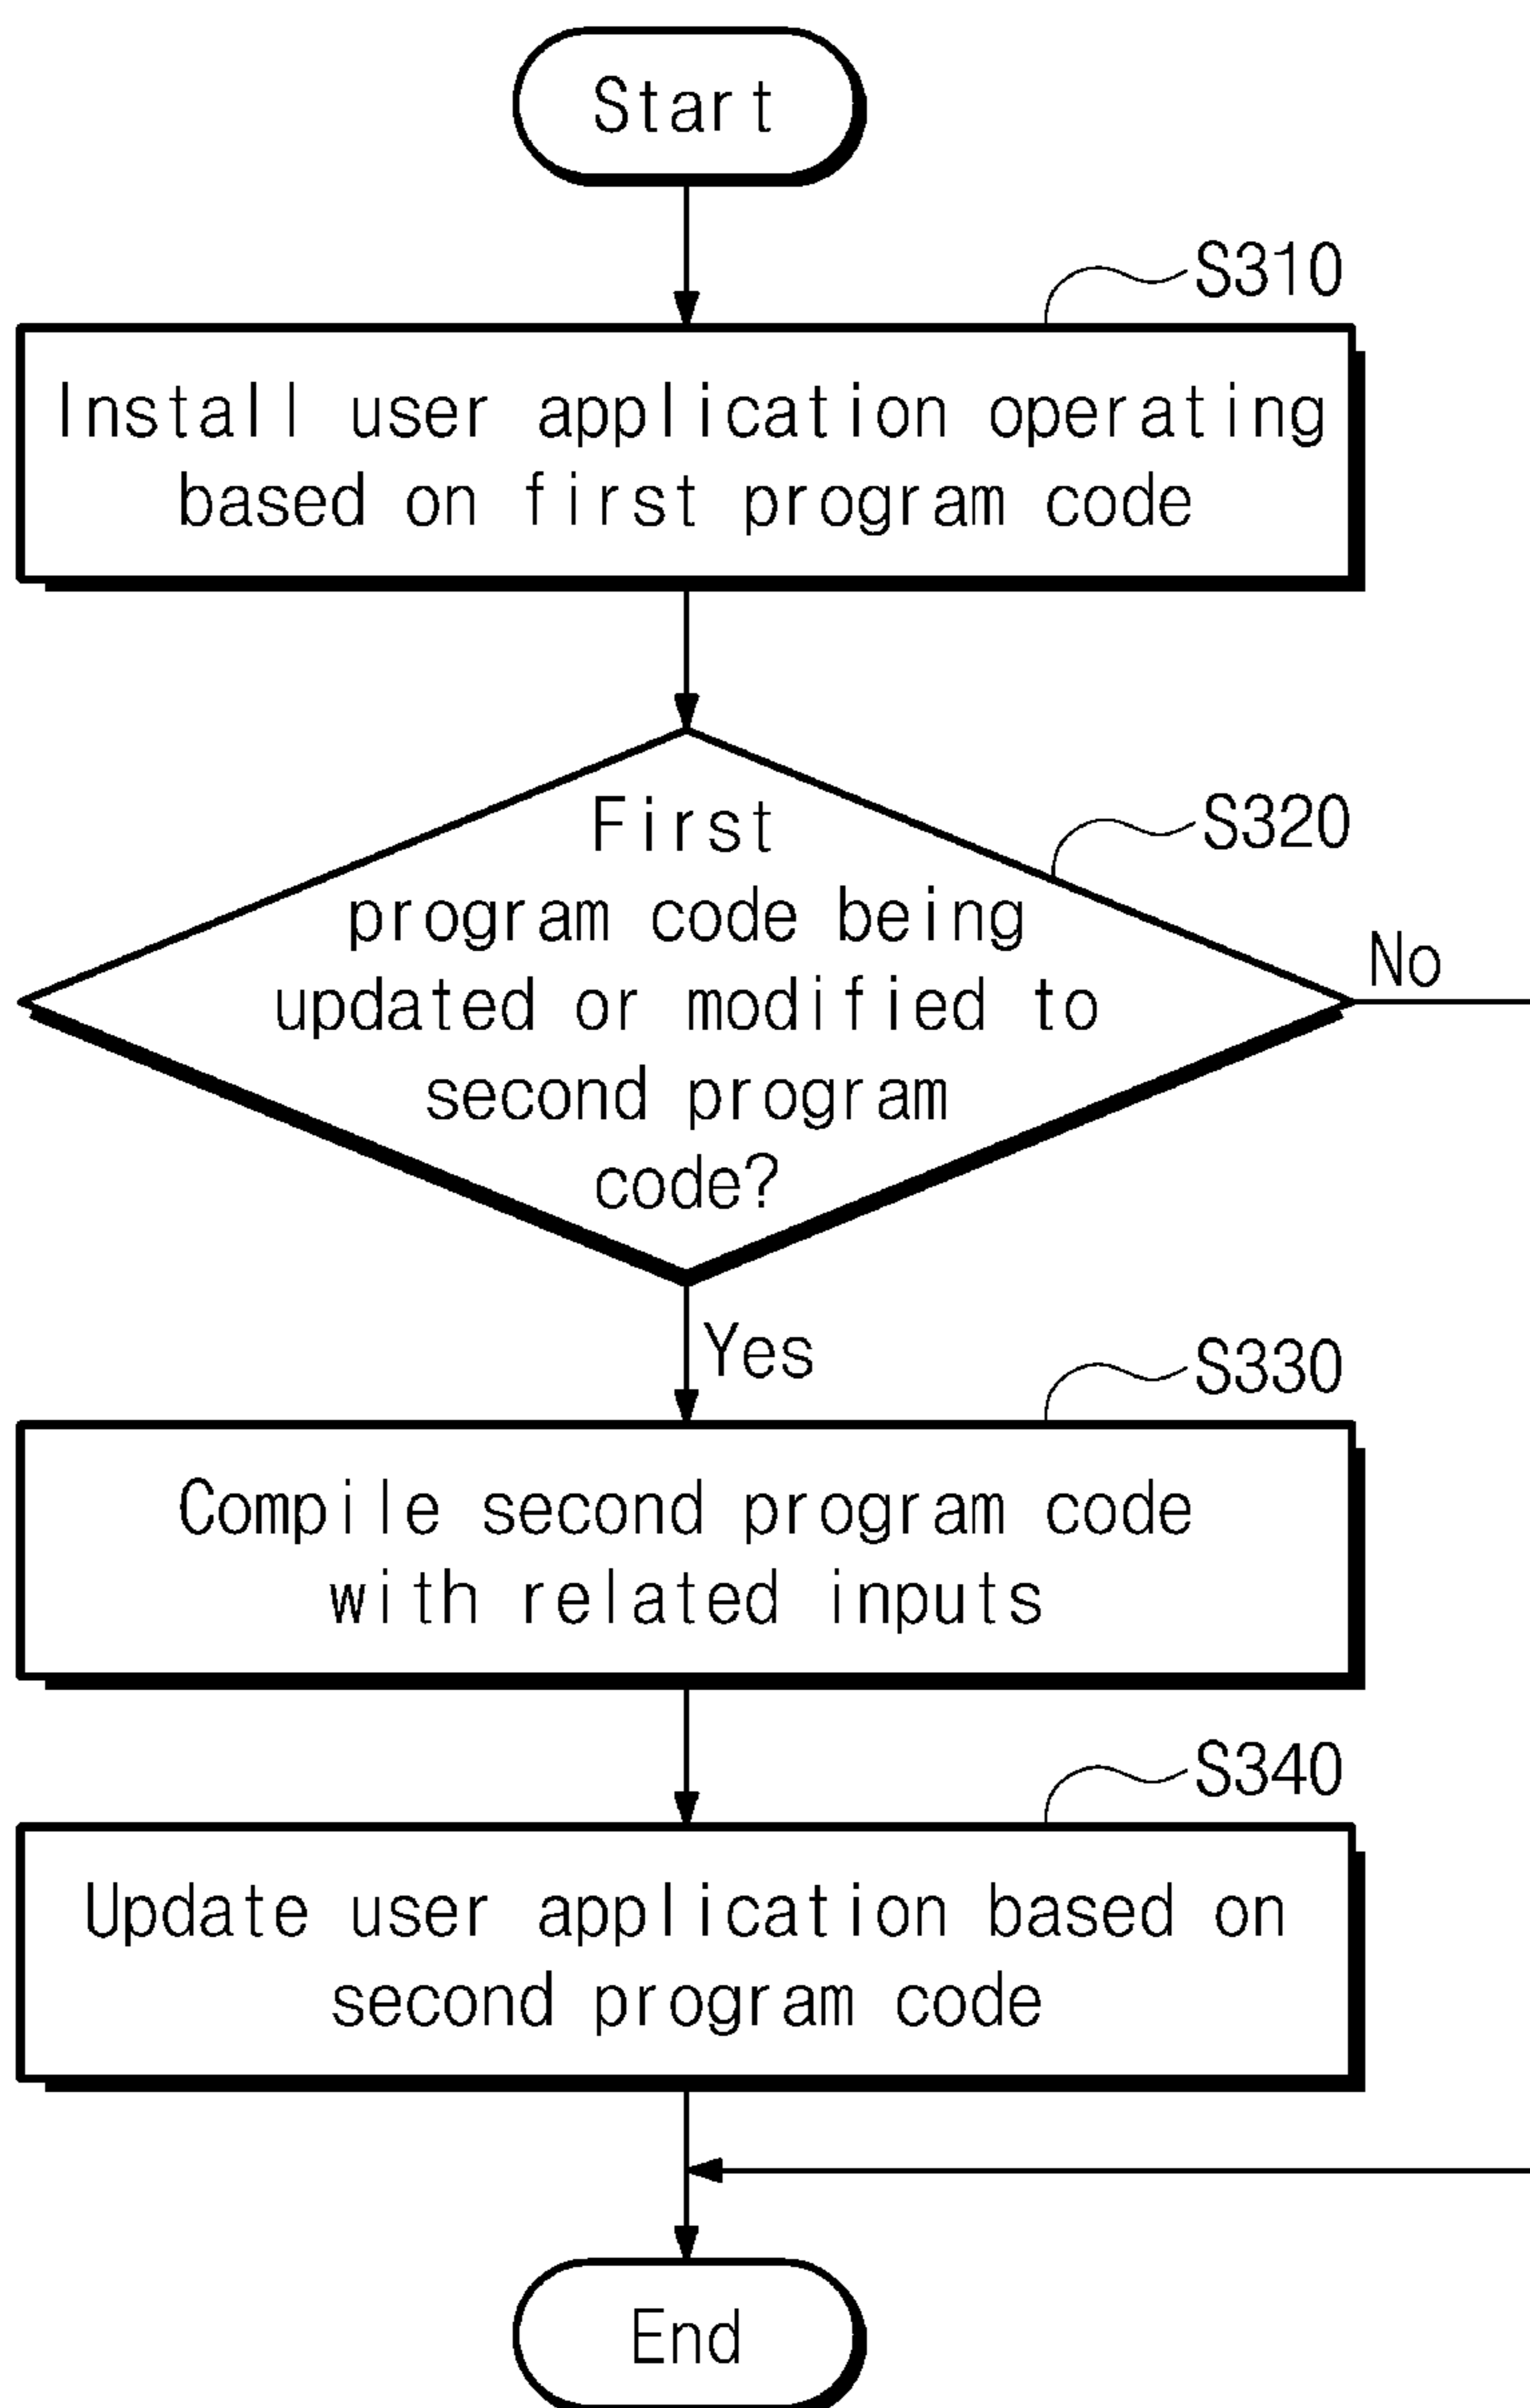 Start
S310
Install user application operating
based on first program code
S320
First
program code being
updated or modified to
second program
code?
No
Yes
S330
Compile second program code
with related inputs
S340
Update user application based on
second program code
End